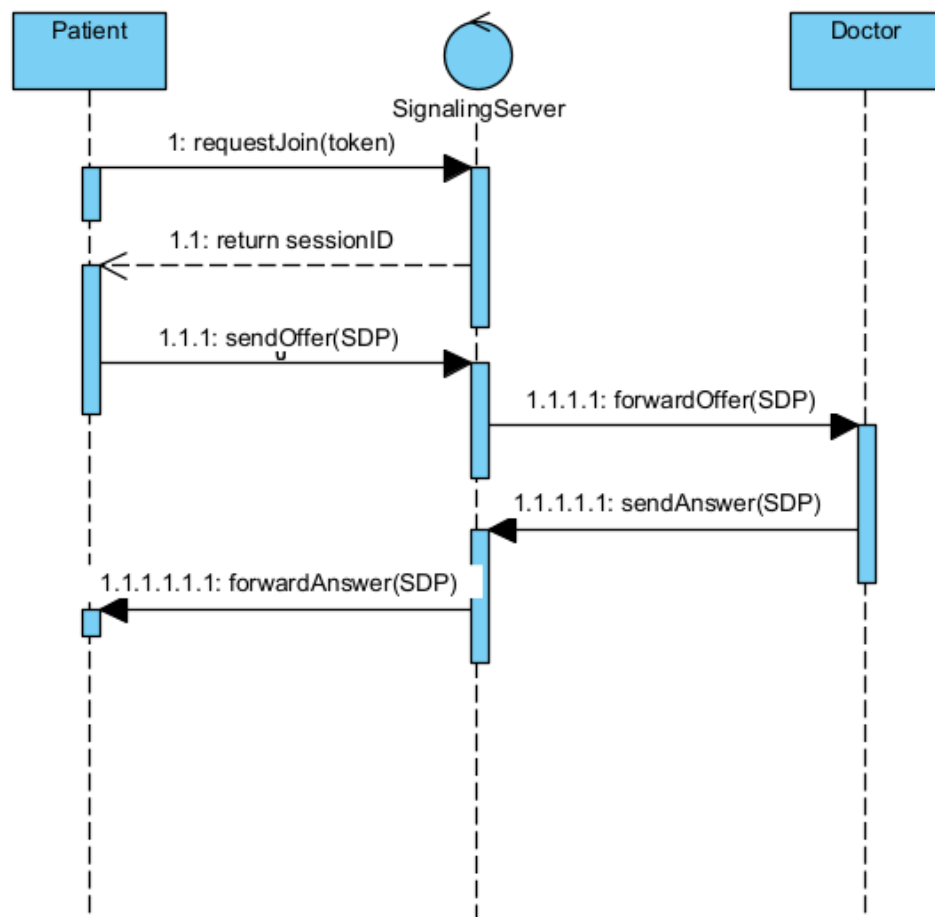 Patient
Doctor
SignalingServer
1: requestJoin(token)
1.1: return sessionID
1.1.1: sendOffer(SDP)
1.1.1.1: forwardOffer(SDP)
1.1.1.1.1: sendAnswer(SDP)
1.1.1.1.1.1: forwardAnswer(SDP)